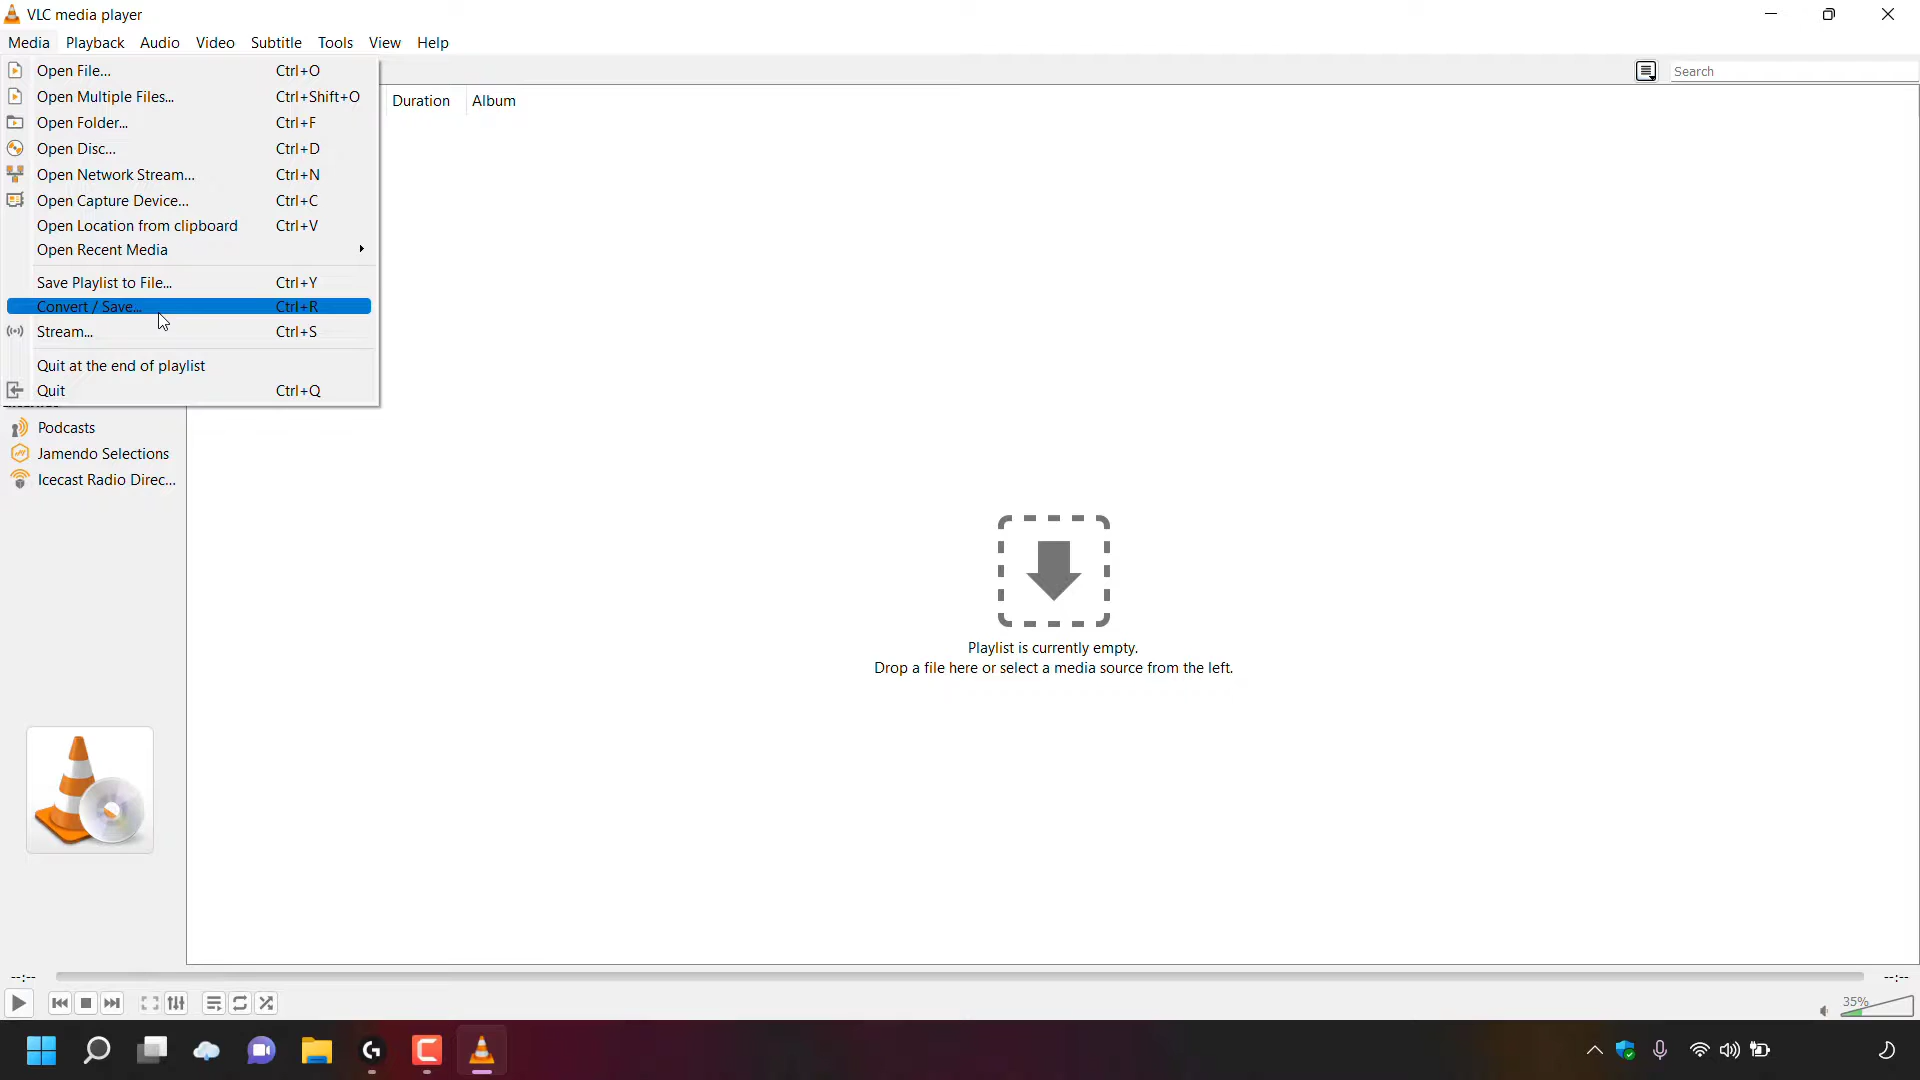 VLC media player
Media Playback Audio Video Subtitle Tools View Help
Open File... Ctrl+O
Open Multiple Files... Ctrl+Shift+O
Open Folder... Ctrl+F
Open Disc... Ctrl+D
Open Network Stream... Ctrl+N
Open Capture Device... Ctrl+C
Open Location from clipboard Ctrl+V
Open Recent Media
Save Playlist to File... Ctrl+Y
Convert / Save... Ctrl+R
Stream... Ctrl+S
Quit at the end of playlist
Quit Ctrl+Q
Search
Duration Album
Podcasts
Jamendo Selections
Icecast Radio Direc...
Playlist is currently empty.
Drop a file here or select a media source from the left.
--:-- --:--
35%